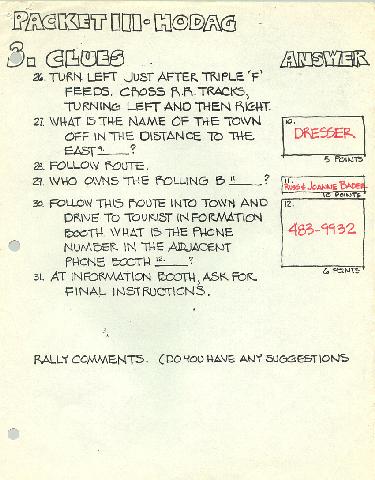 PACKET III · HODAG
3. CLUES ANSWER
26. TURN LEFT JUST AFTER TRIPLE 'F'
FEEDS. CROSS R.R. TRACKS,
TURNING LEFT AND THEN RIGHT.
27. WHAT IS THE NAME OF THE TOWN
OFF IN THE DISTANCE TO THE
EAST ___?
10.
DRESSER
5 POINTS
28. FOLLOW ROUTE.
29. WHO OWNS THE ROLLING B 11. ?
11.
RUSS & JOANNE BADER
10 POINTS
30. FOLLOW THIS ROUTE INTO TOWN AND
DRIVE TO TOURIST INFORMATION
BOOTH. WHAT IS THE PHONE
NUMBER IN THE ADJACENT
PHONE BOOTH 12. ?
12.
483-9932
6 POINTS
31. AT INFORMATION BOOTH, ASK FOR
FINAL INSTRUCTIONS.
RALLY COMMENTS. (DO YOU HAVE ANY SUGGESTIONS